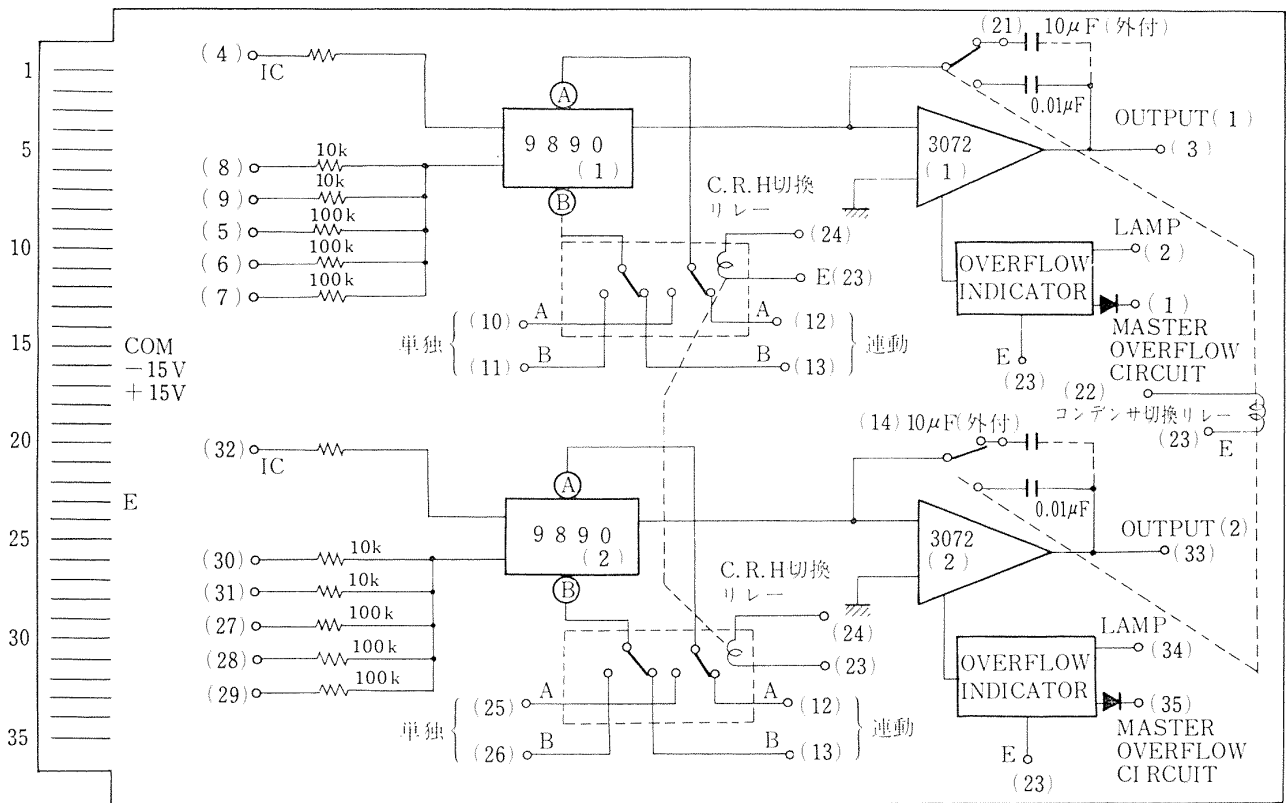 1
5
10
15
20
25
30
35
COM
−15V
+15V
E
(4)
IC
(8) 10k
(9) 10k
(5) 100k
(6) 100k
(7) 100k
A
9890
(1)
B
C.R.H切換
リレー
(24)
E(23)
単独
(10) A
(11) B
A (12)
B (13)
連動
(21) 10μF(外付)
0.01μF
3072
(1)
OUTPUT(1)
(3)
OVERFLOW
INDICATOR
LAMP
(2)
(1)
MASTER
OVERFLOW
CIRCUIT
E
(23)
(22)
コンデンサ切換リレー
(23)
E
(32)
IC
(30) 10k
(31) 10k
(27) 100k
(28) 100k
(29) 100k
A
9890
(2)
B
C.R.H切換
リレー
(24)
(23)
単独
(25) A
(26) B
A (12)
B (13)
連動
(14) 10μF(外付)
0.01μF
3072
(2)
OUTPUT(2)
(33)
OVERFLOW
INDICATOR
LAMP
(34)
(35)
MASTER
OVERFLOW
CIRCUIT
E
(23)